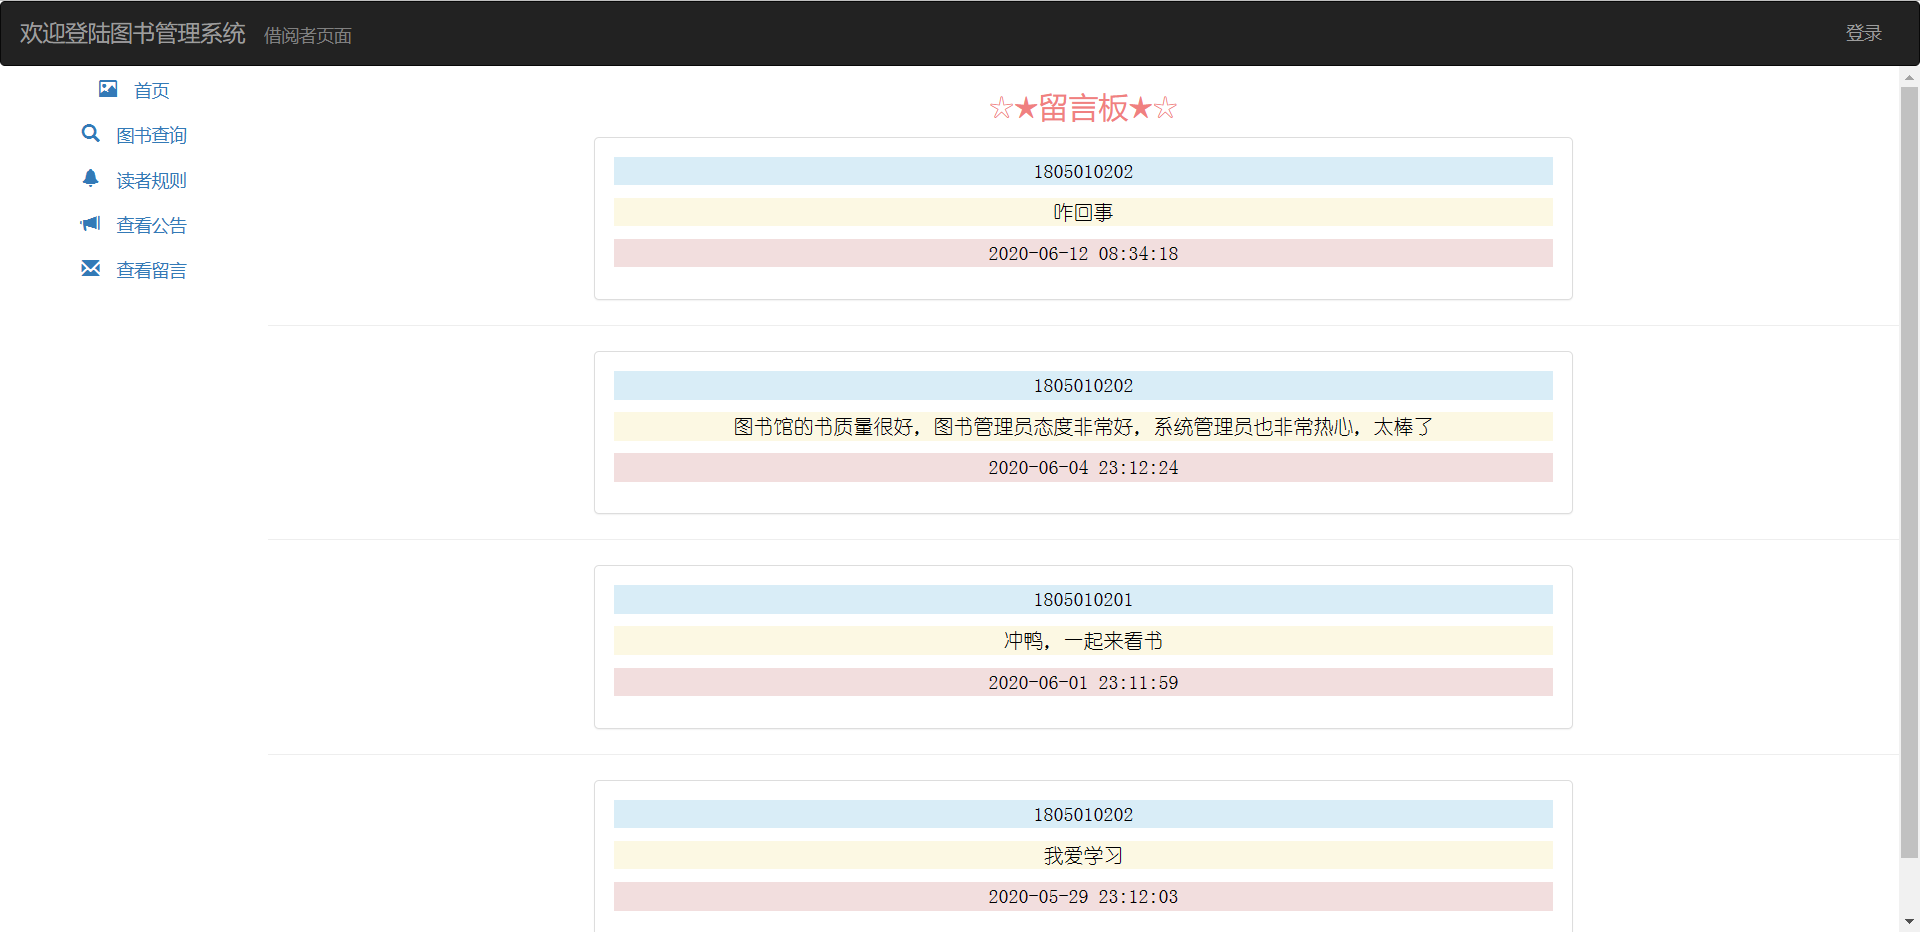 欢迎登陆图书管理系统 借阅者页面 登录
首页
图书查询
读者规则
查看公告
查看留言
☆★留言板★☆
1805010202
咋回事
2020-06-12 08:34:18
1805010202
图书馆的书质量很好，图书管理员态度非常好，系统管理员也非常热心，太棒了
2020-06-04 23:12:24
1805010201
冲鸭，一起来看书
2020-06-01 23:11:59
1805010202
我爱学习
2020-05-29 23:12:03